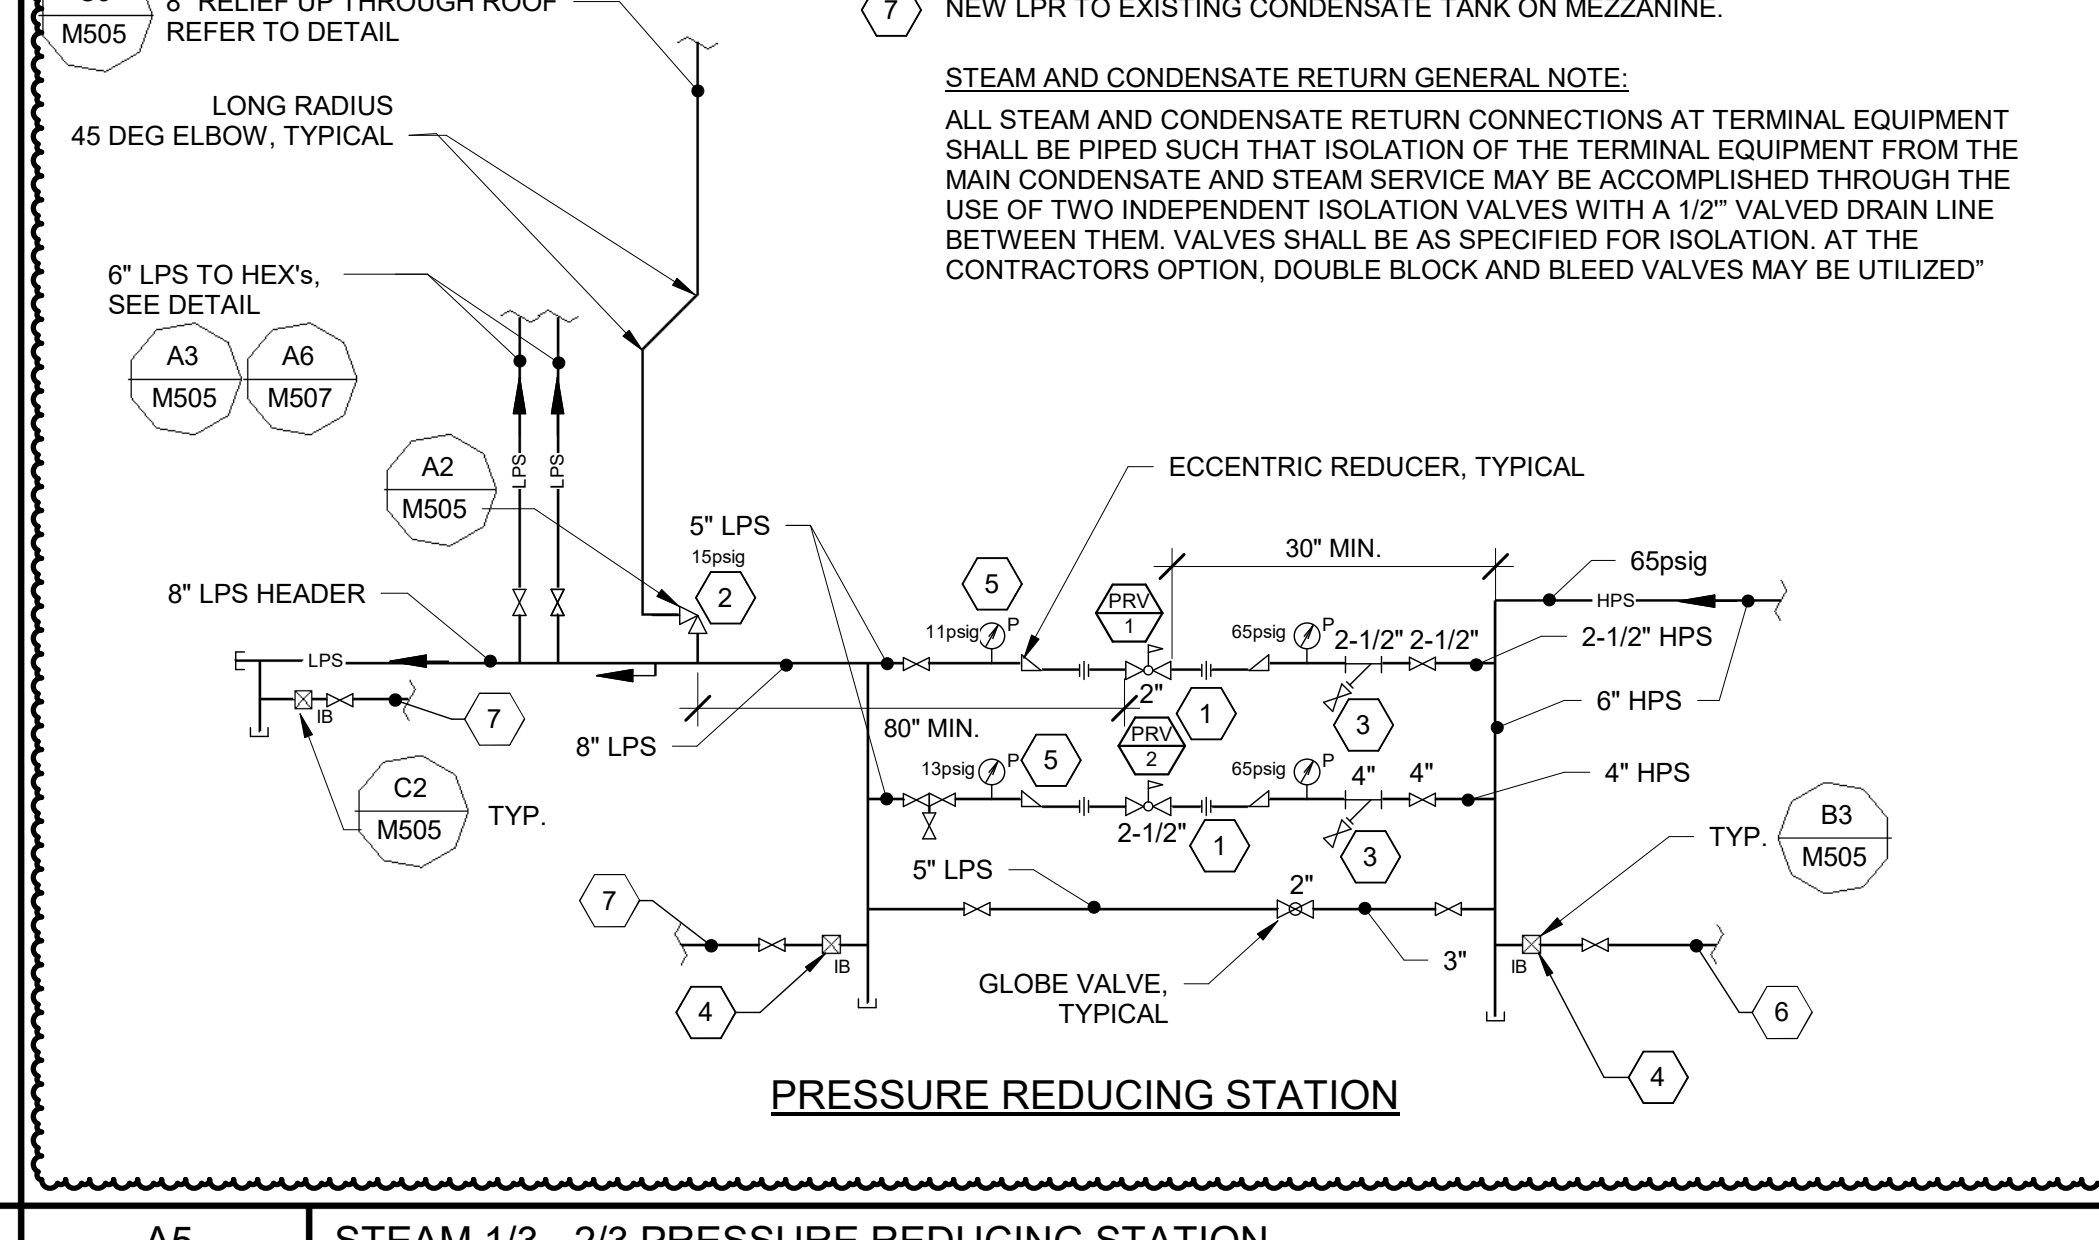 M505
8" RELIEF UP THROUGH ROOF
REFER TO DETAIL
7
NEW LPR TO EXISTING CONDENSATE TANK ON MEZZANINE.
STEAM AND CONDENSATE RETURN GENERAL NOTE:
ALL STEAM AND CONDENSATE RETURN CONNECTIONS AT TERMINAL EQUIPMENT
SHALL BE PIPED SUCH THAT ISOLATION OF THE TERMINAL EQUIPMENT FROM THE
MAIN CONDENSATE AND STEAM SERVICE MAY BE ACCOMPLISHED THROUGH THE
USE OF TWO INDEPENDENT ISOLATION VALVES WITH A 1/2'" VALVED DRAIN LINE
BETWEEN THEM. VALVES SHALL BE AS SPECIFIED FOR ISOLATION. AT THE
CONTRACTORS OPTION, DOUBLE BLOCK AND BLEED VALVES MAY BE UTILIZED”
LONG RADIUS
45 DEG ELBOW, TYPICAL
6" LPS TO HEX's,
SEE DETAIL
A3
M505
A6
M507
LPS
LPS
A2
M505
ECCENTRIC REDUCER, TYPICAL
5" LPS
15psig
2
30" MIN.
65psig
8" LPS HEADER
5
PRV
1
HPS
11psig
P
65psig
P
2-1/2"
2-1/2"
2-1/2" HPS
LPS
2"
6" HPS
IB
7
1
3
8" LPS
80" MIN.
PRV
2
13psig
P
5
65psig
P
4"
4"
4" HPS
C2
M505
TYP.
2-1/2"
1
3
TYP.
B3
M505
5" LPS
2"
7
IB
3"
IB
GLOBE VALVE,
TYPICAL
4
6
4
PRESSURE REDUCING STATION
A5
STEAM 1/3 - 2/3 PRESSURE REDUCING STATION